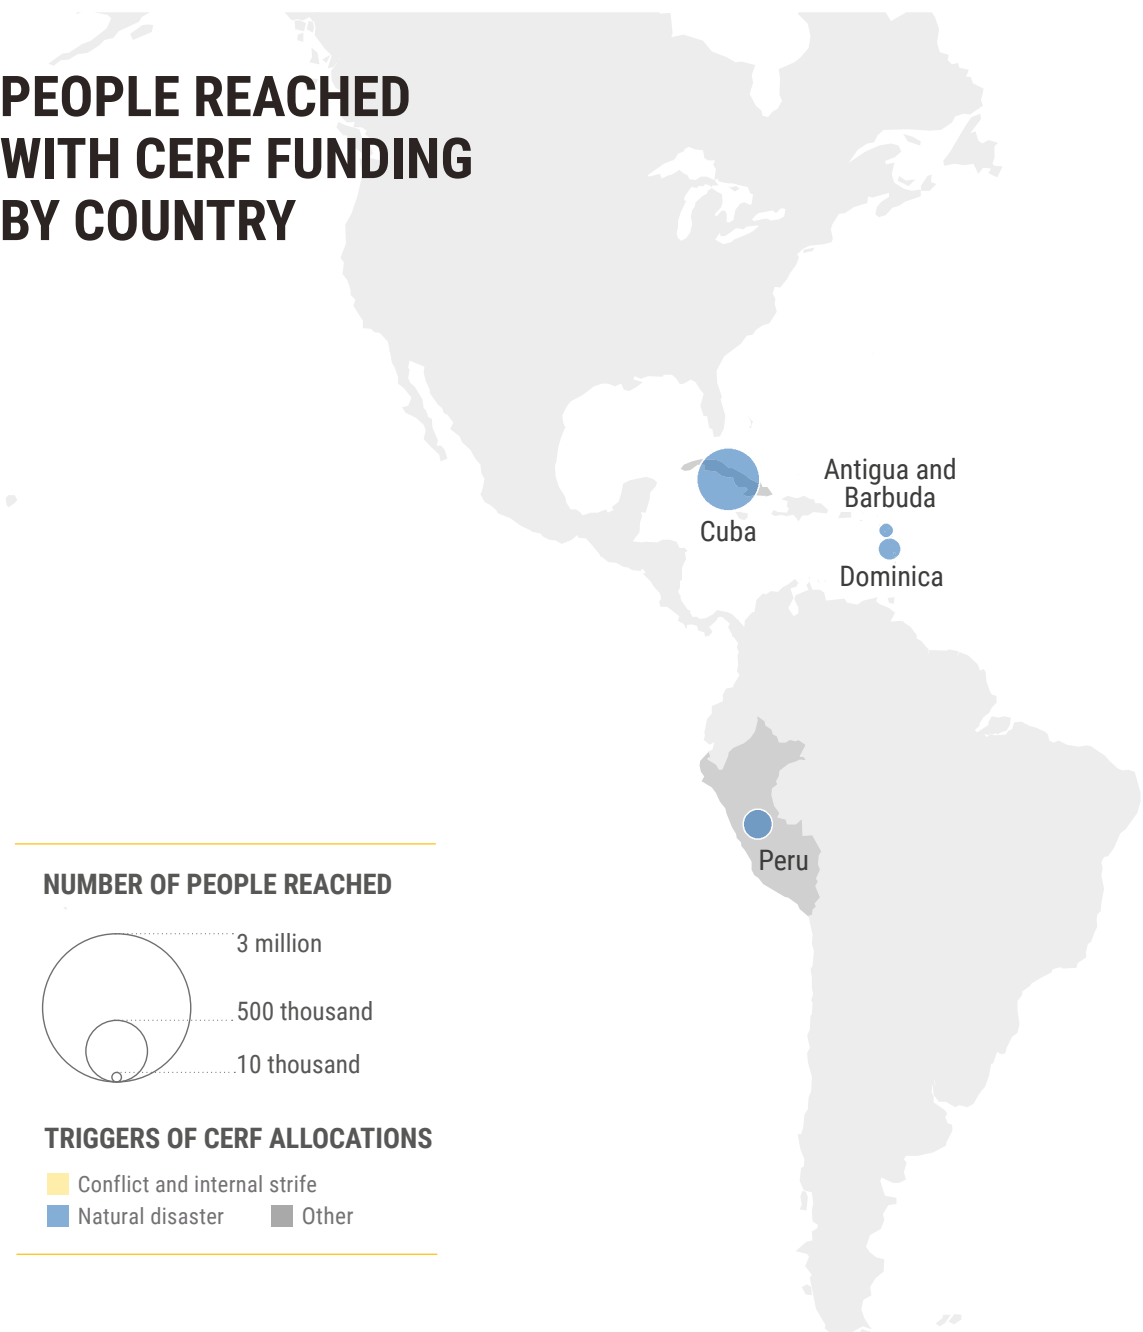 PEOPLE REACHED
WITH CERF FUNDING
BY COUNTRY
Antigua and
Barbuda
Cuba
Dominica
Peru
NUMBER OF PEOPLE REACHED
3 million
500 thousand
10 thousand
TRIGGERS OF CERF ALLOCATIONS
Conflict and internal strife
Natural disaster
Other